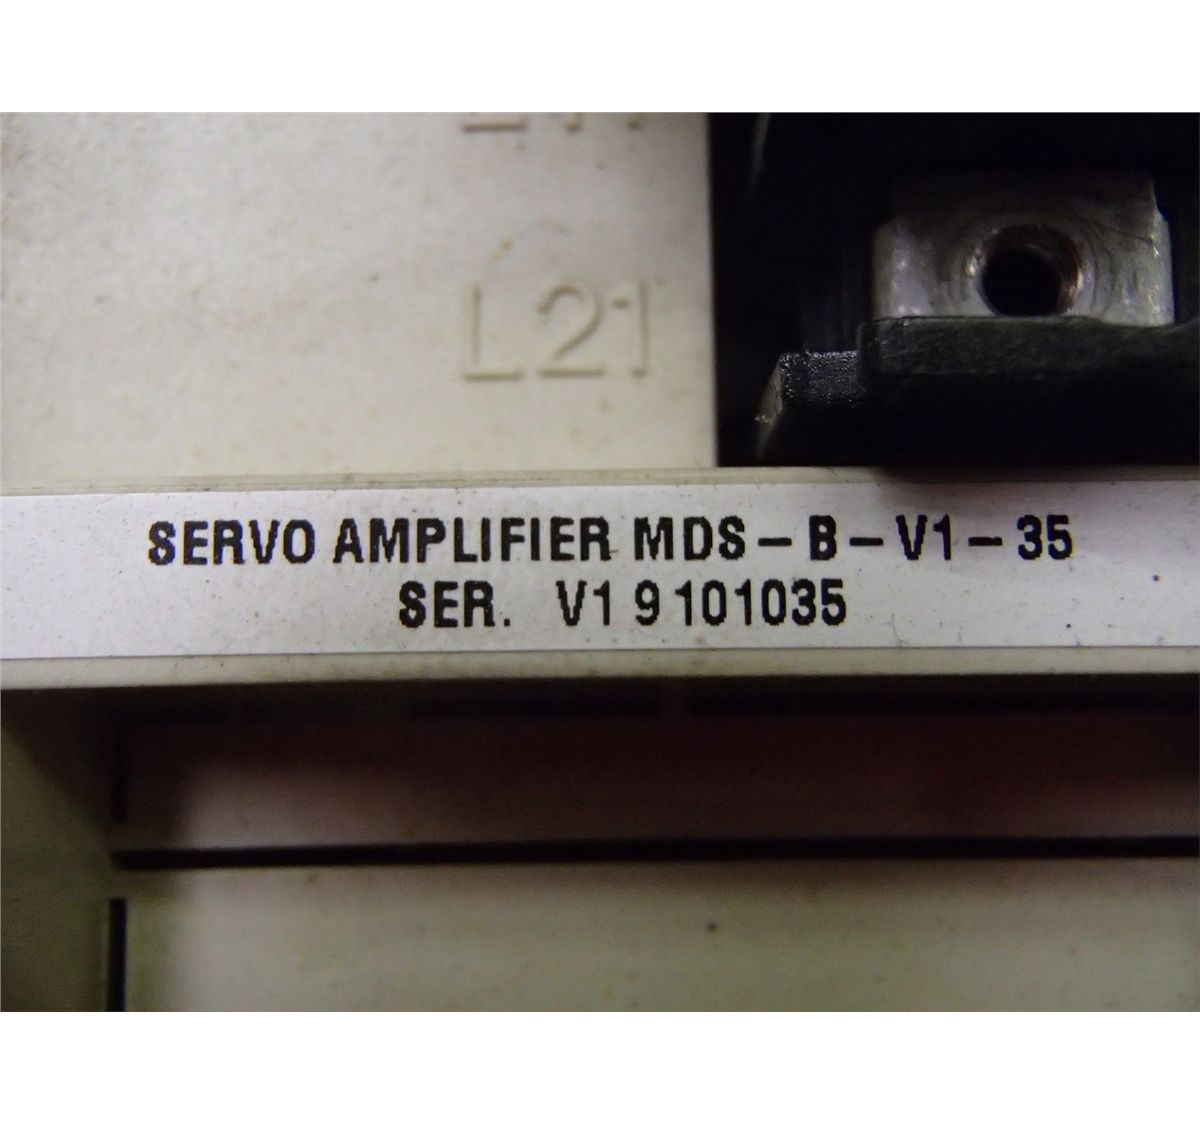 L21
SERVO AMPLIFIER MDS-B-V1-35
SER. V1 9101035